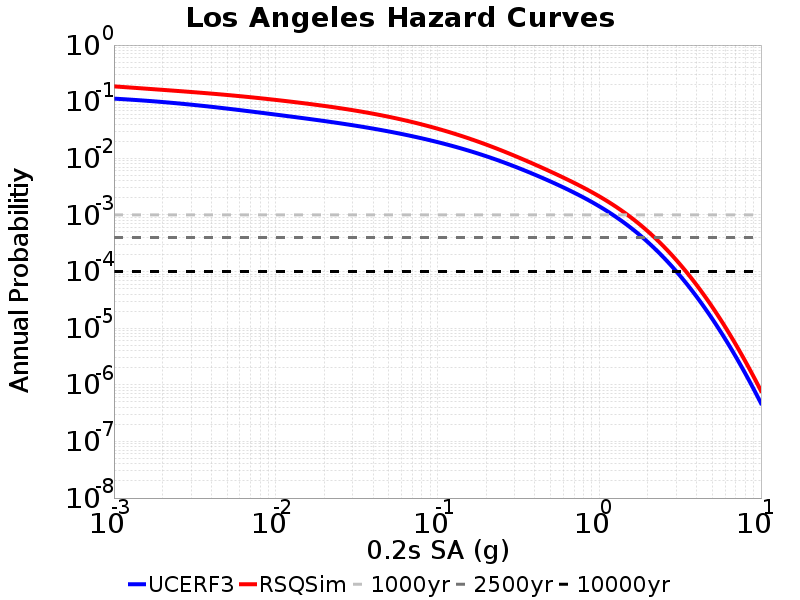 Los Angeles Hazard Curves
Annual Probabilitiy
10^0
10^-1
10^-2
10^-3
10^-4
10^-5
10^-6
10^-7
10^-8
10^-3 10^-2 10^-1 10^0 10^1
0.2s SA (g)
UCERF3 RSQSim 1000yr 2500yr 10000yr